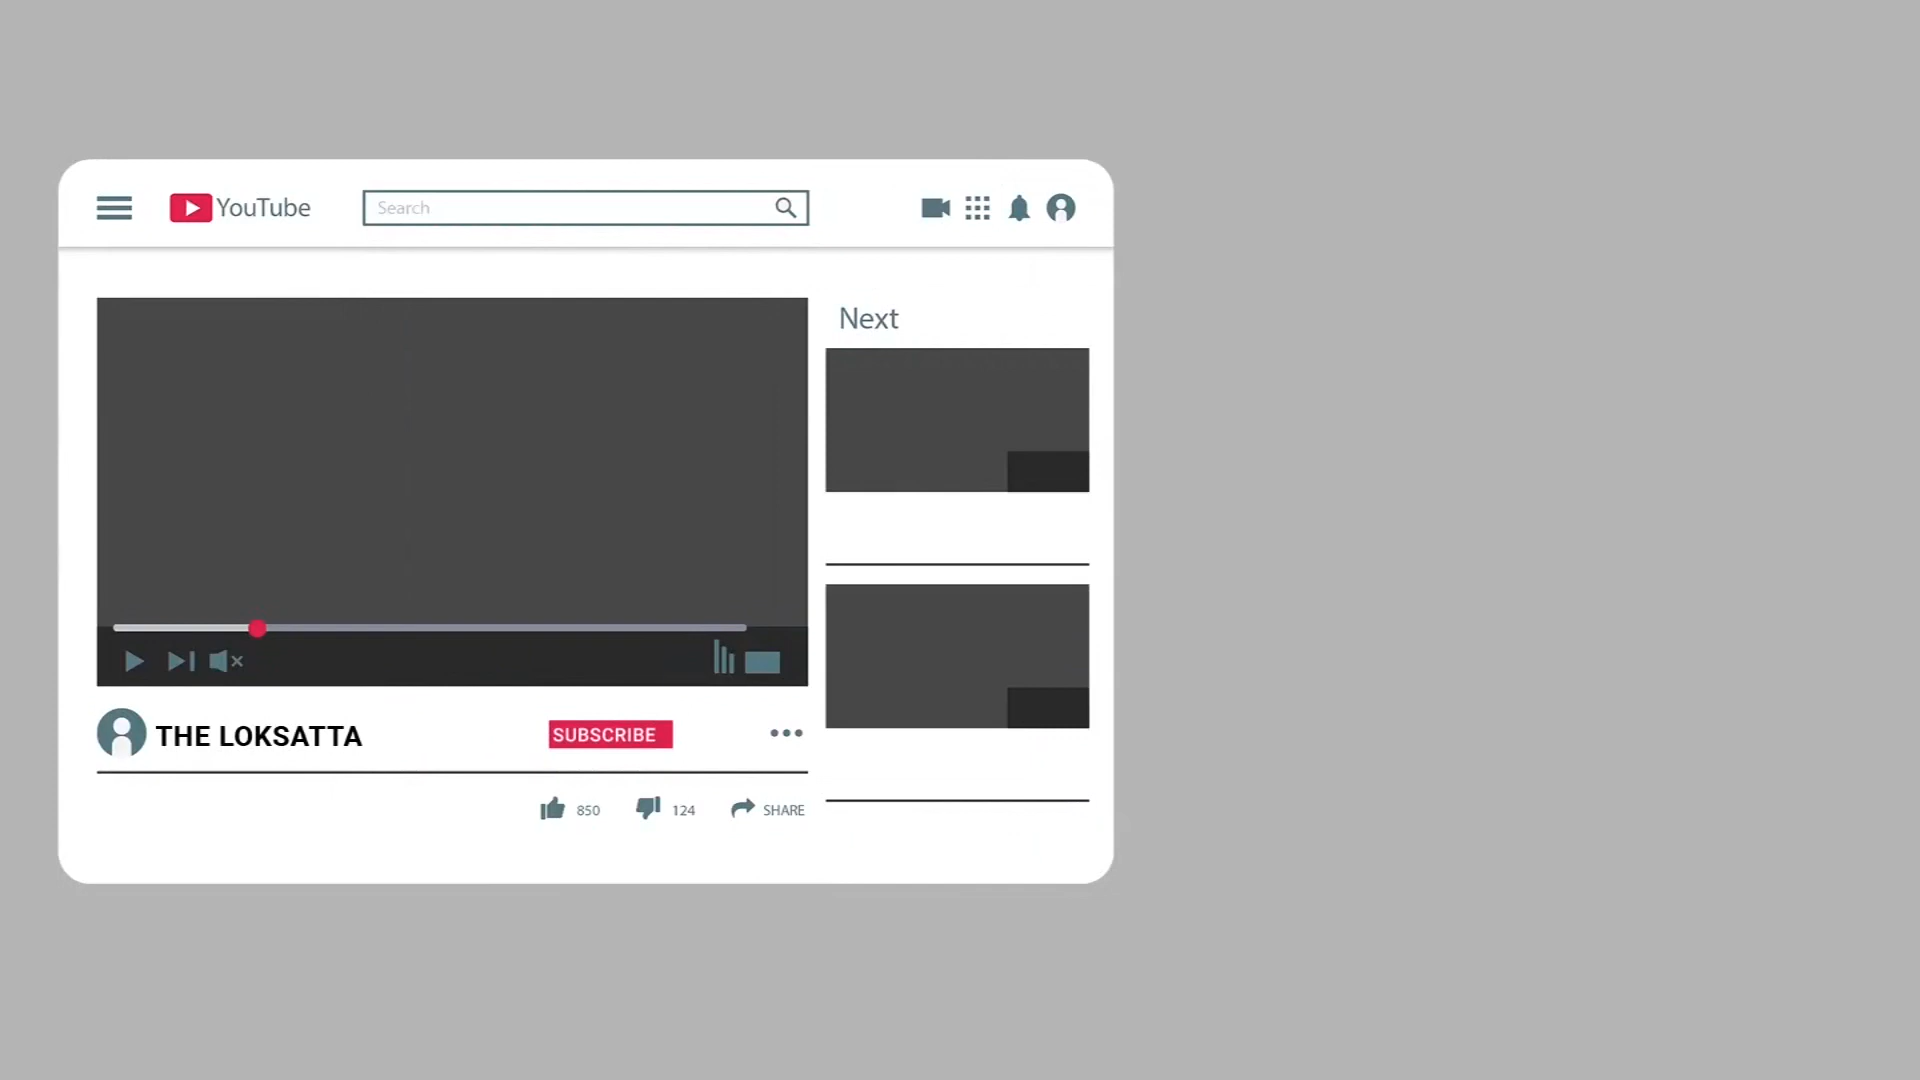 YouTube
Search
Next
THE LOKSATTA
SUBSCRIBE
850
124
SHARE